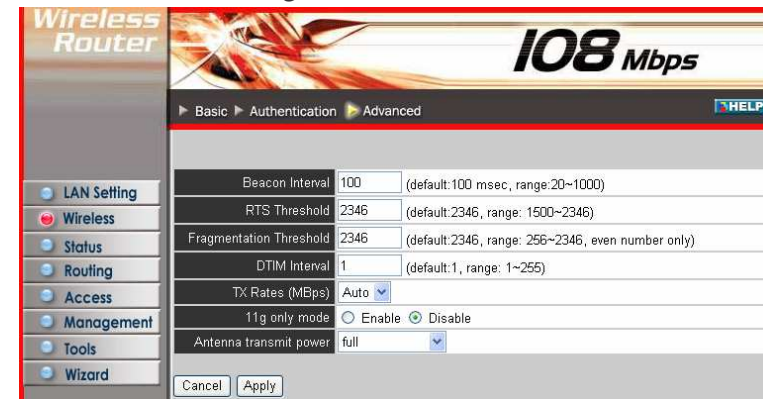 Wireless
Router
108 Mbps
Basic Authentication Advanced
HELP
LAN Setting
Wireless
Status
Routing
Access
Management
Tools
Wizard
Beacon Interval 100 (default:100 msec, range:20~1000)
RTS Threshold 2346 (default:2346, range: 1500~2346)
Fragmentation Threshold 2346 (default:2346, range: 256~2346, even number only)
DTIM Interval 1 (default:1, range: 1~255)
TX Rates (MBps) Auto
11g only mode Enable Disable
Antenna transmit power full
Cancel Apply